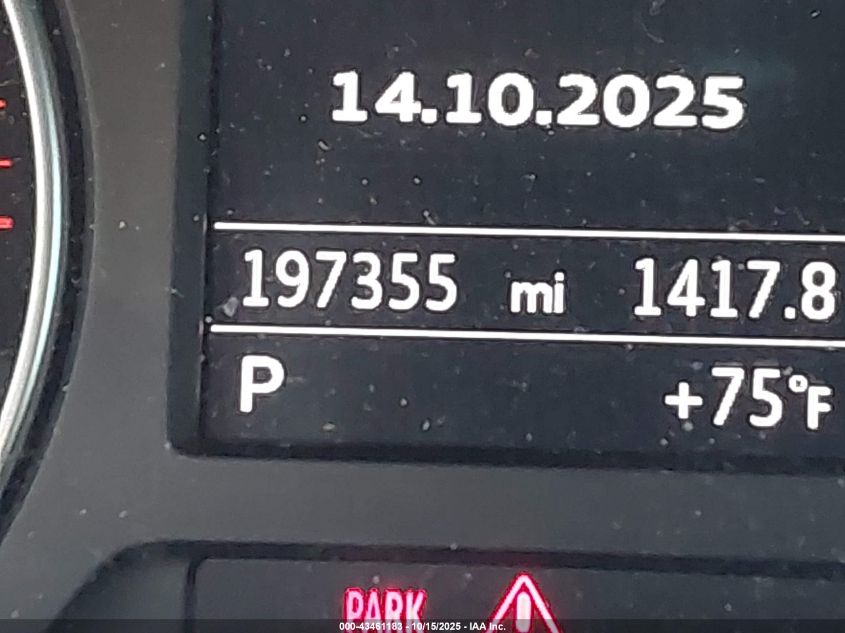 14.10.2025
197355 mi 1417.8
P +75°F
PARK
000-43461183 - 10/15/2025 - IAA Inc.